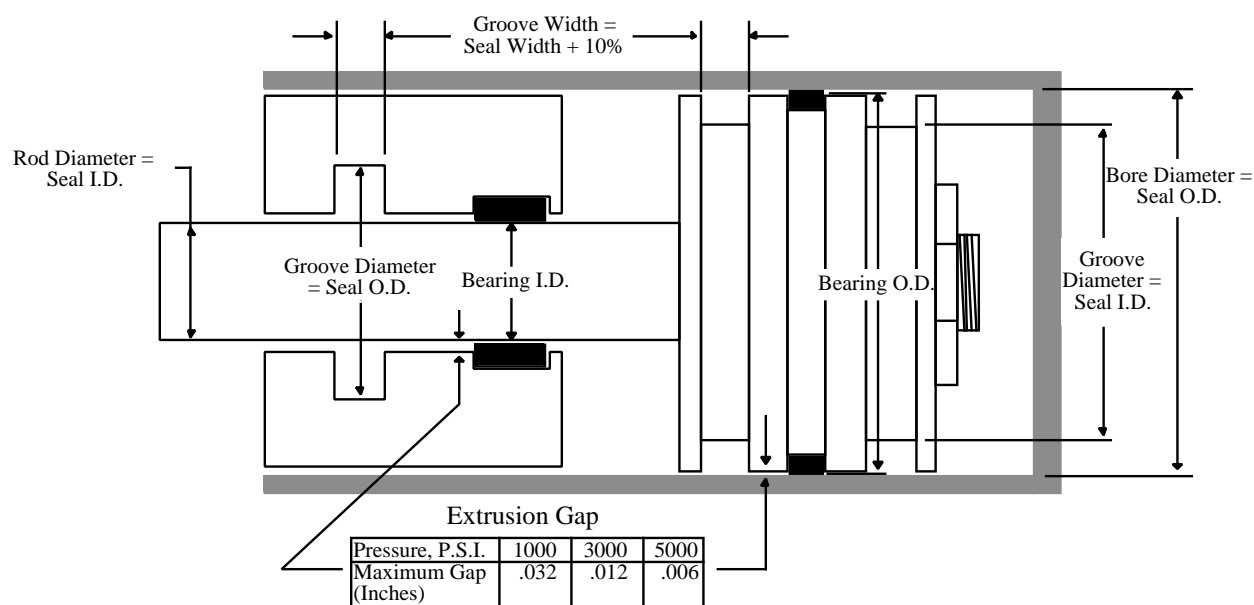 Groove Width =
Seal Width + 10%
Rod Diameter =
Seal I.D.
Bore Diameter =
Seal O.D.
Groove Diameter
= Seal O.D.
Bearing I.D.
Bearing O.D.
Groove
Diameter =
Seal I.D.
Extrusion Gap
Pressure, P.S.I. 1000 3000 5000
Maximum Gap .032 .012 .006
(Inches)